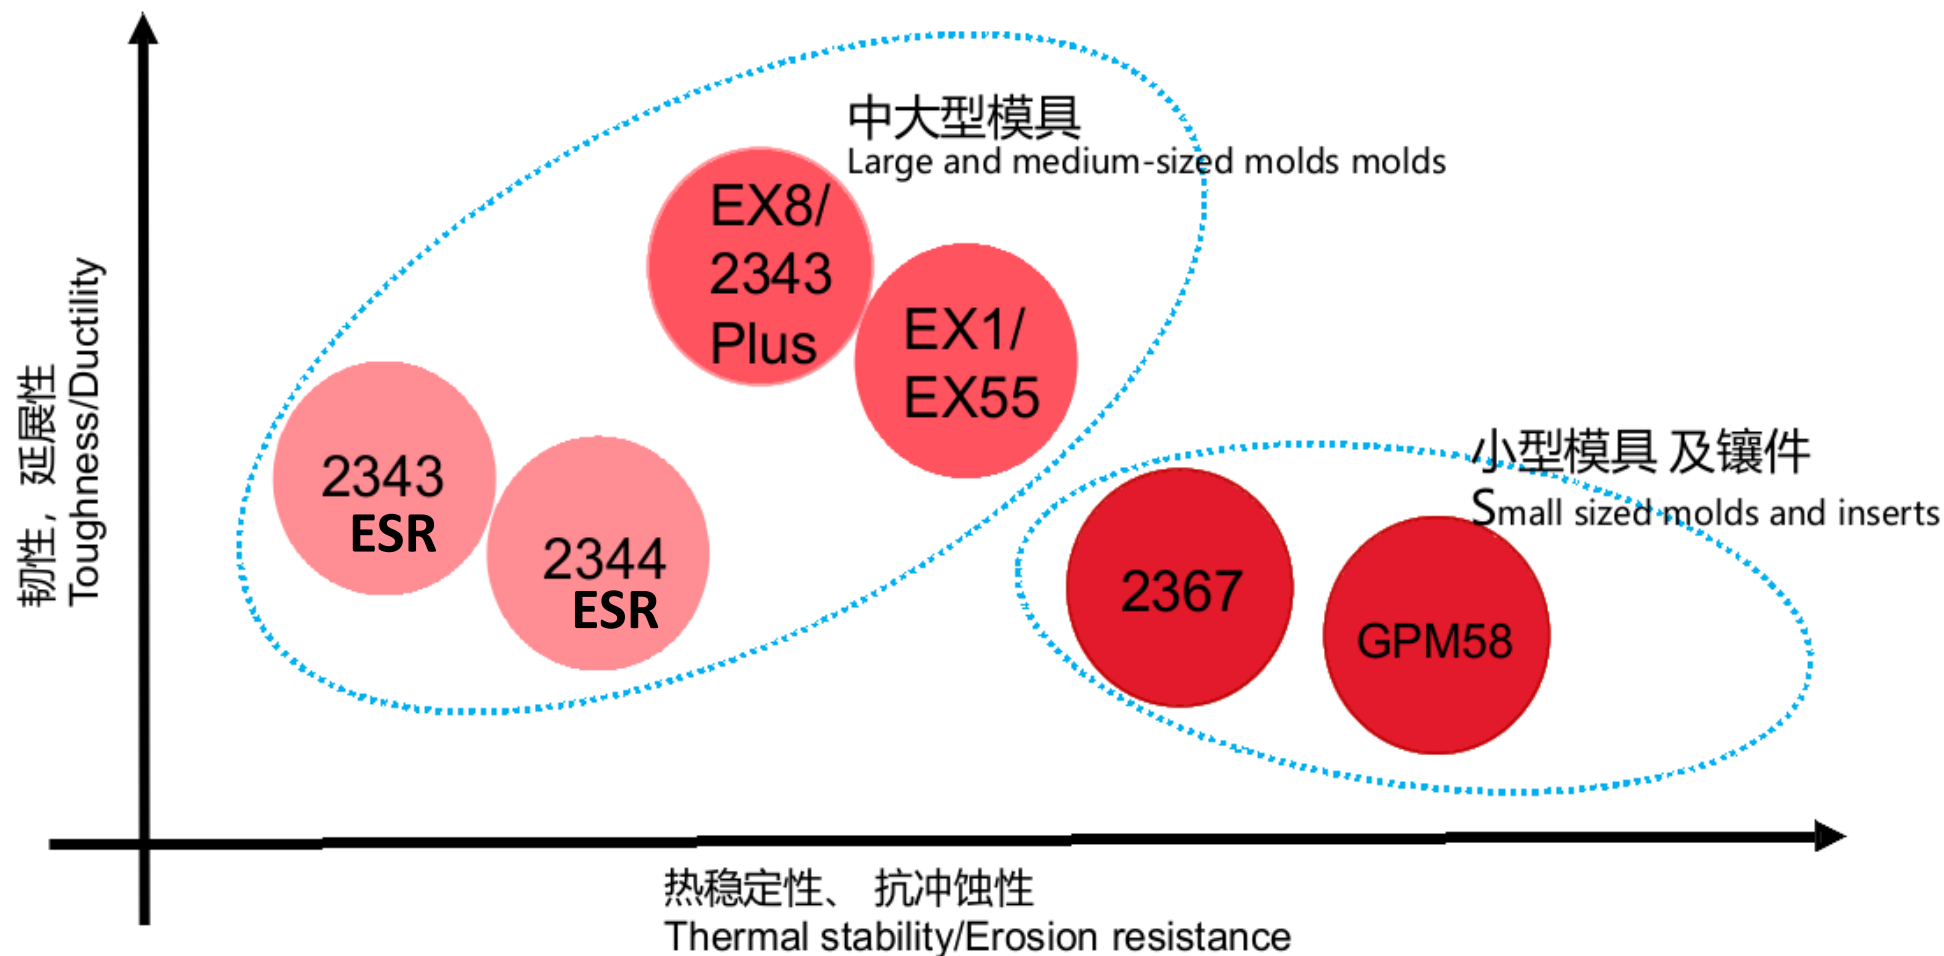 中大型模具
Large and medium-sized molds molds
EX8/
2343
Plus
EX1/
EX55
2343
ESR
2344
ESR
小型模具 及镶件
Small sized molds and inserts
2367
GPM58
韧性，延展性
Toughness/Ductility
热稳定性、 抗冲蚀性
Thermal stability/Erosion resistance